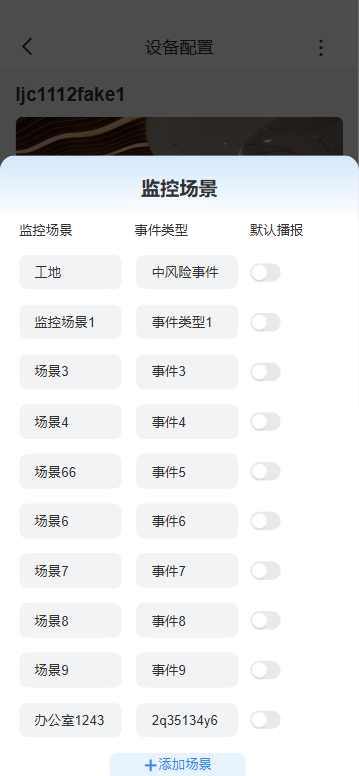 设备配置
ljc1112fake1
监控场景
监控场景 事件类型 默认播报
工地 中风险事件
监控场景1 事件类型1
场景3 事件3
场景4 事件4
场景66 事件5
场景6 事件6
场景7 事件7
场景8 事件8
场景9 事件9
办公室1243 2q35134y6
添加场景